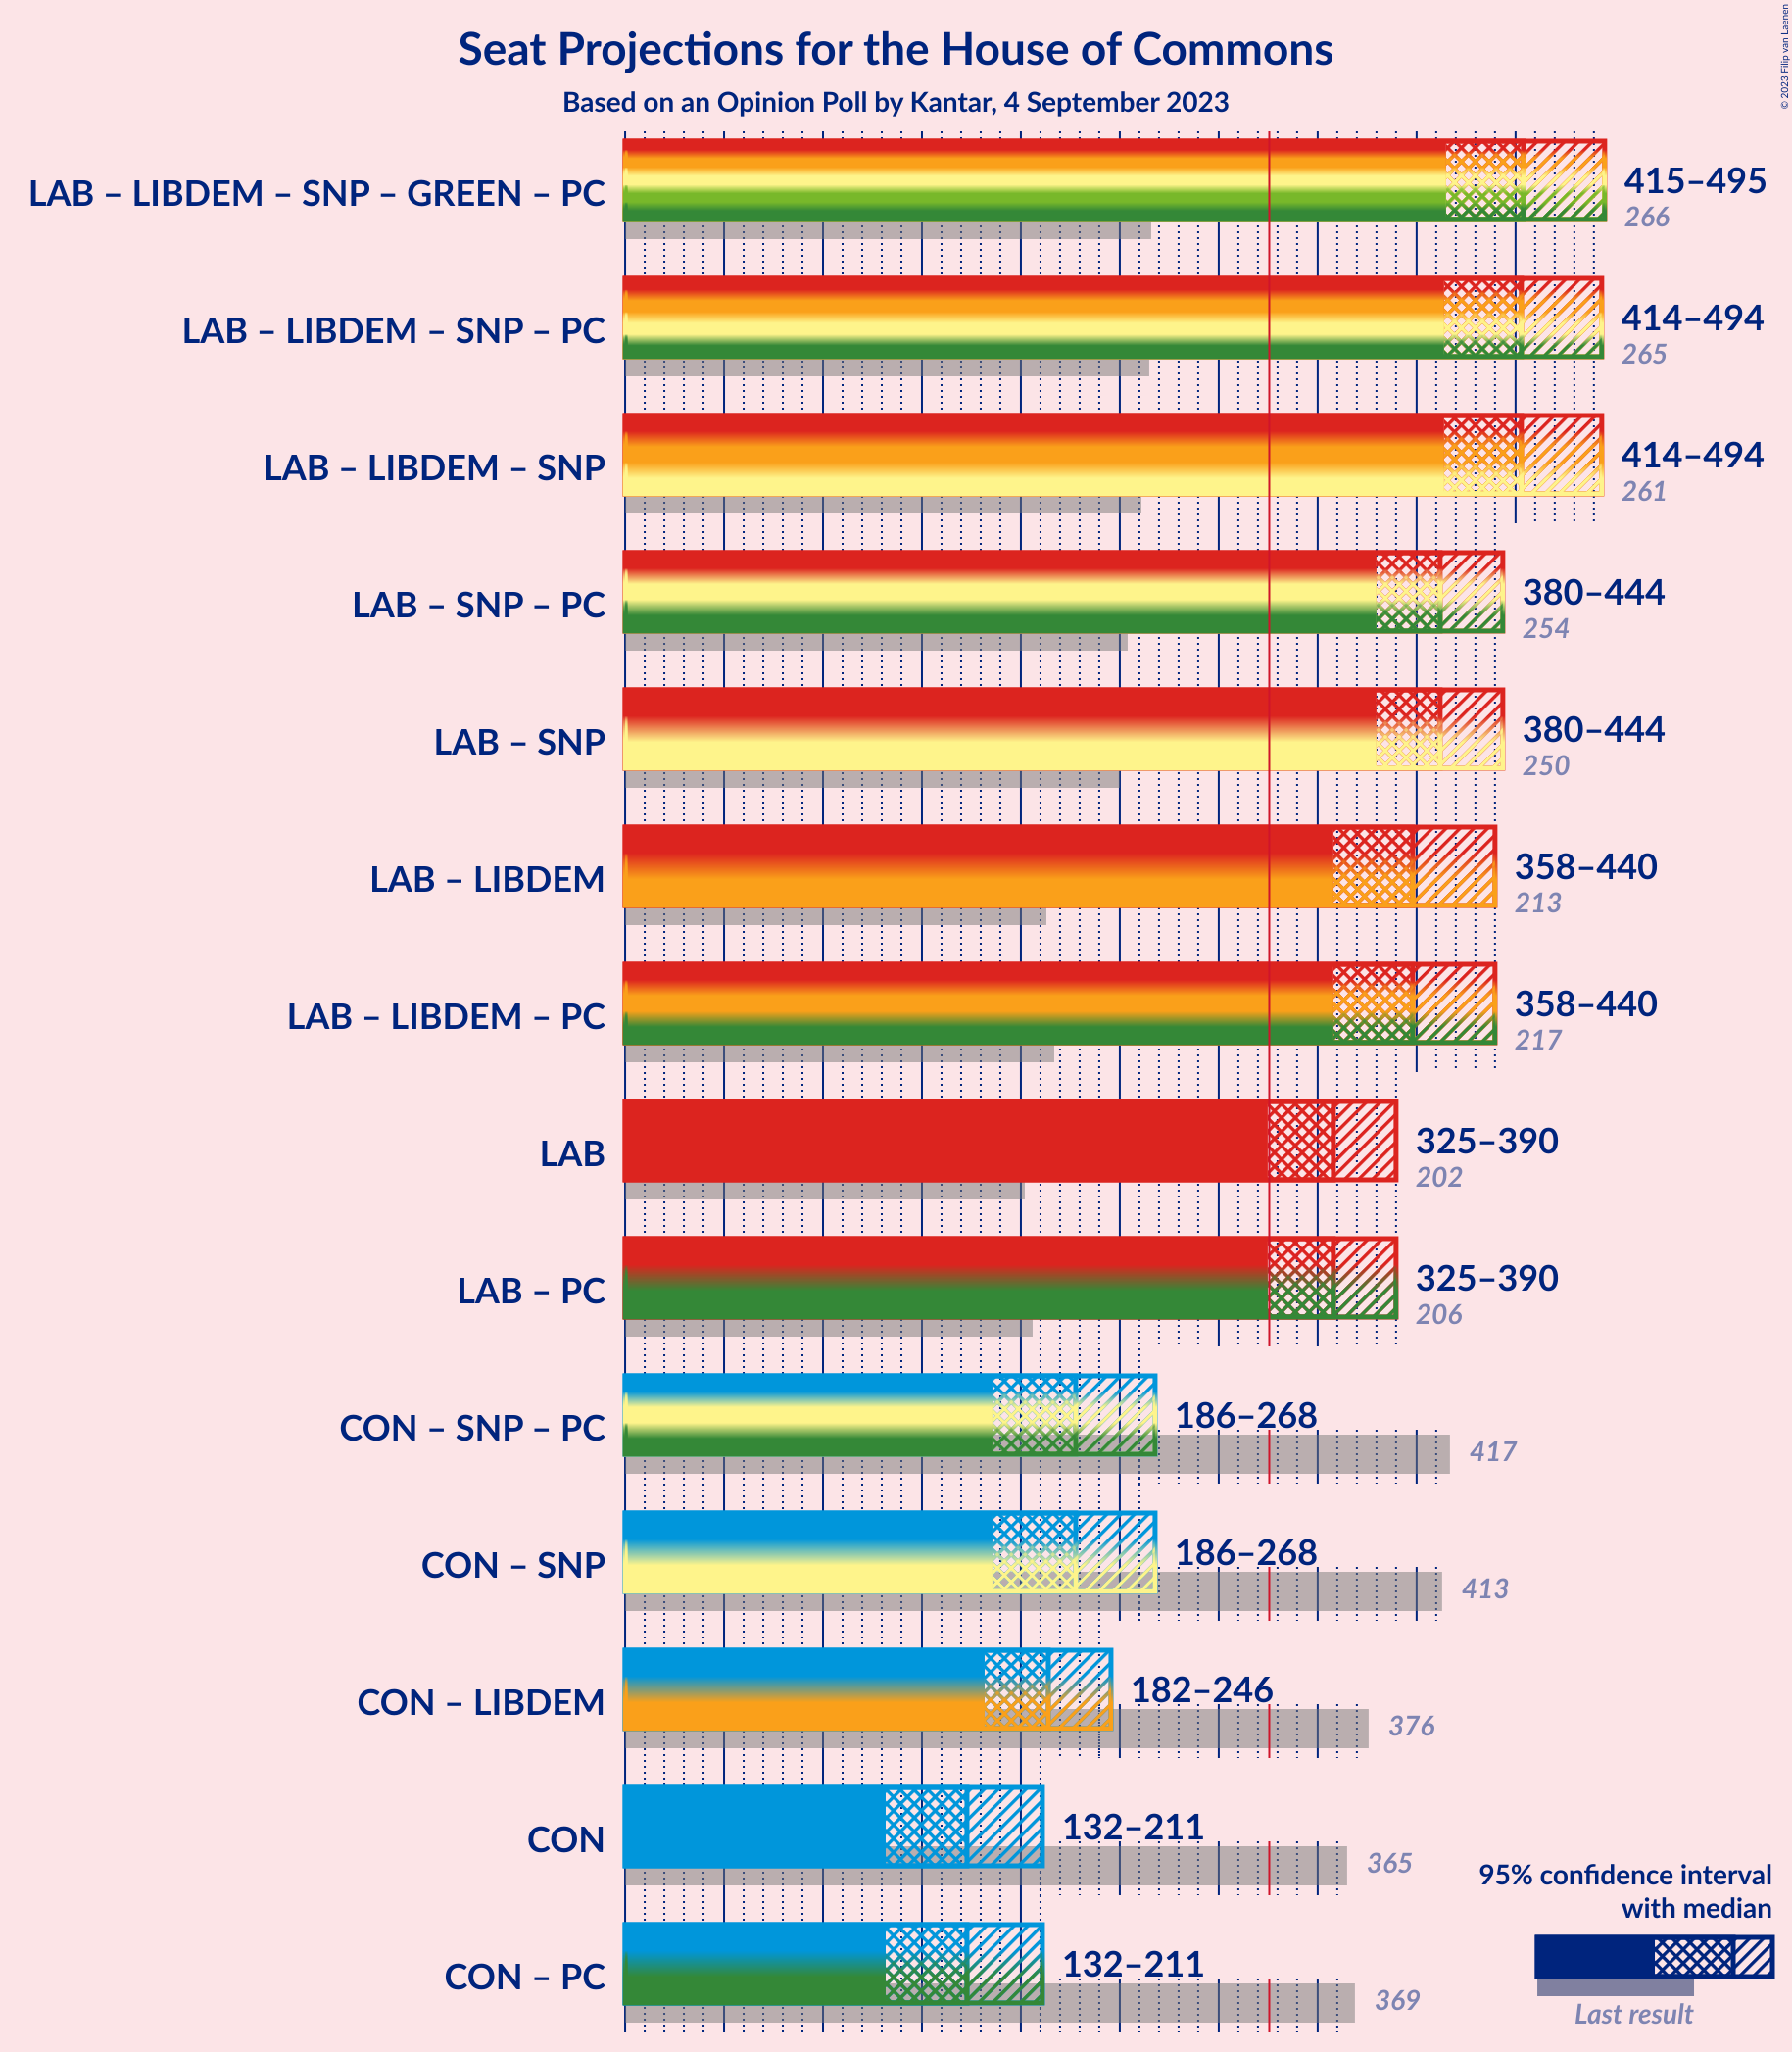 Seat Projections for the House of Commons
Based on an Opinion Poll by Kantar, 4 September 2023
© 2023 Filip van Laenen
LAB – LIBDEM – SNP – GREEN – PC
415–495
266
LAB – LIBDEM – SNP – PC
414–494
265
LAB – LIBDEM – SNP
414–494
261
LAB – SNP – PC
380–444
254
LAB – SNP
380–444
250
LAB – LIBDEM
358–440
213
LAB – LIBDEM – PC
358–440
217
LAB
325–390
202
LAB – PC
325–390
206
CON – SNP – PC
186–268
417
CON – SNP
186–268
413
CON – LIBDEM
182–246
376
CON
132–211
365
CON – PC
132–211
369
95% confidence interval
with median
Last result